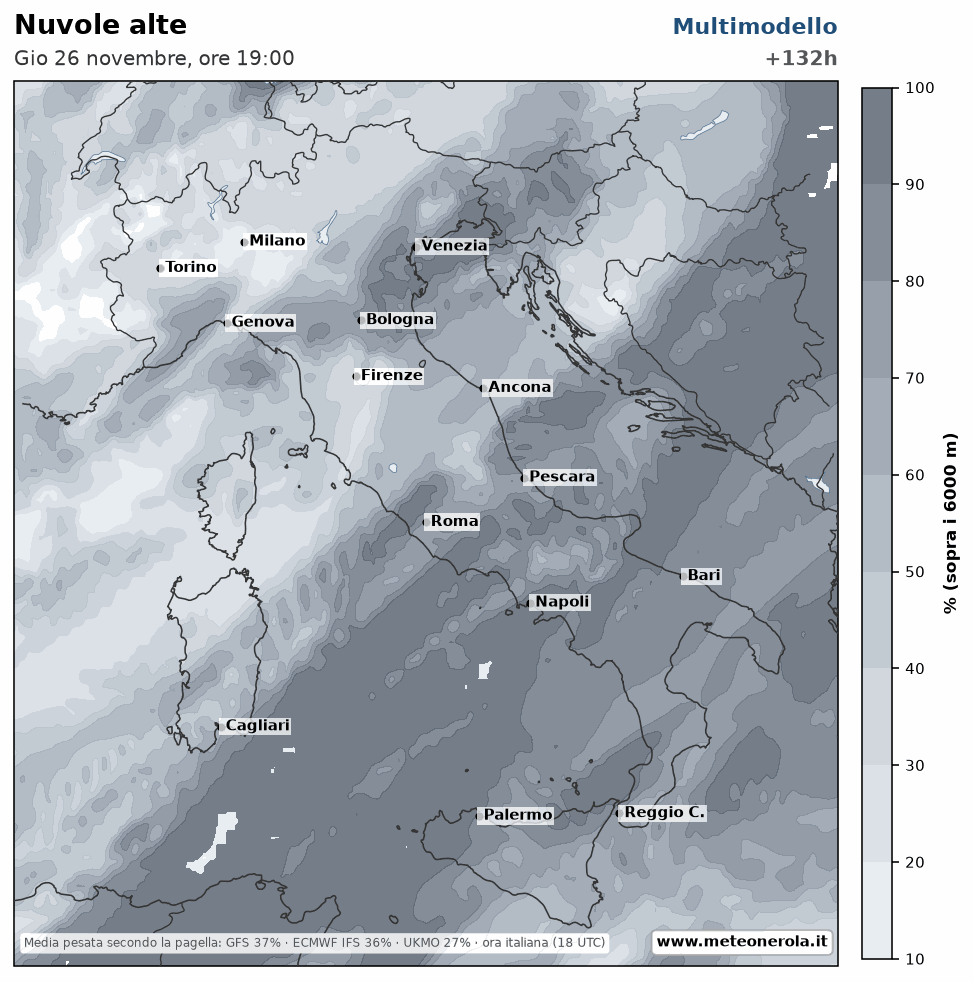 Nuvole alte
Multimodello
Gio 26 novembre, ore 19:00
+132h
Milano
Venezia
Torino
Genova
Bologna
Firenze
Ancona
Pescara
Roma
Bari
Napoli
Cagliari
Palermo
Reggio C.
100
90
80
70
60
50
40
30
20
10
% (sopra i 6000 m)
Media pesata secondo la pagella: GFS 37% · ECMWF IFS 36% · UKMO 27% · ora italiana (18 UTC)
www.meteonerola.it